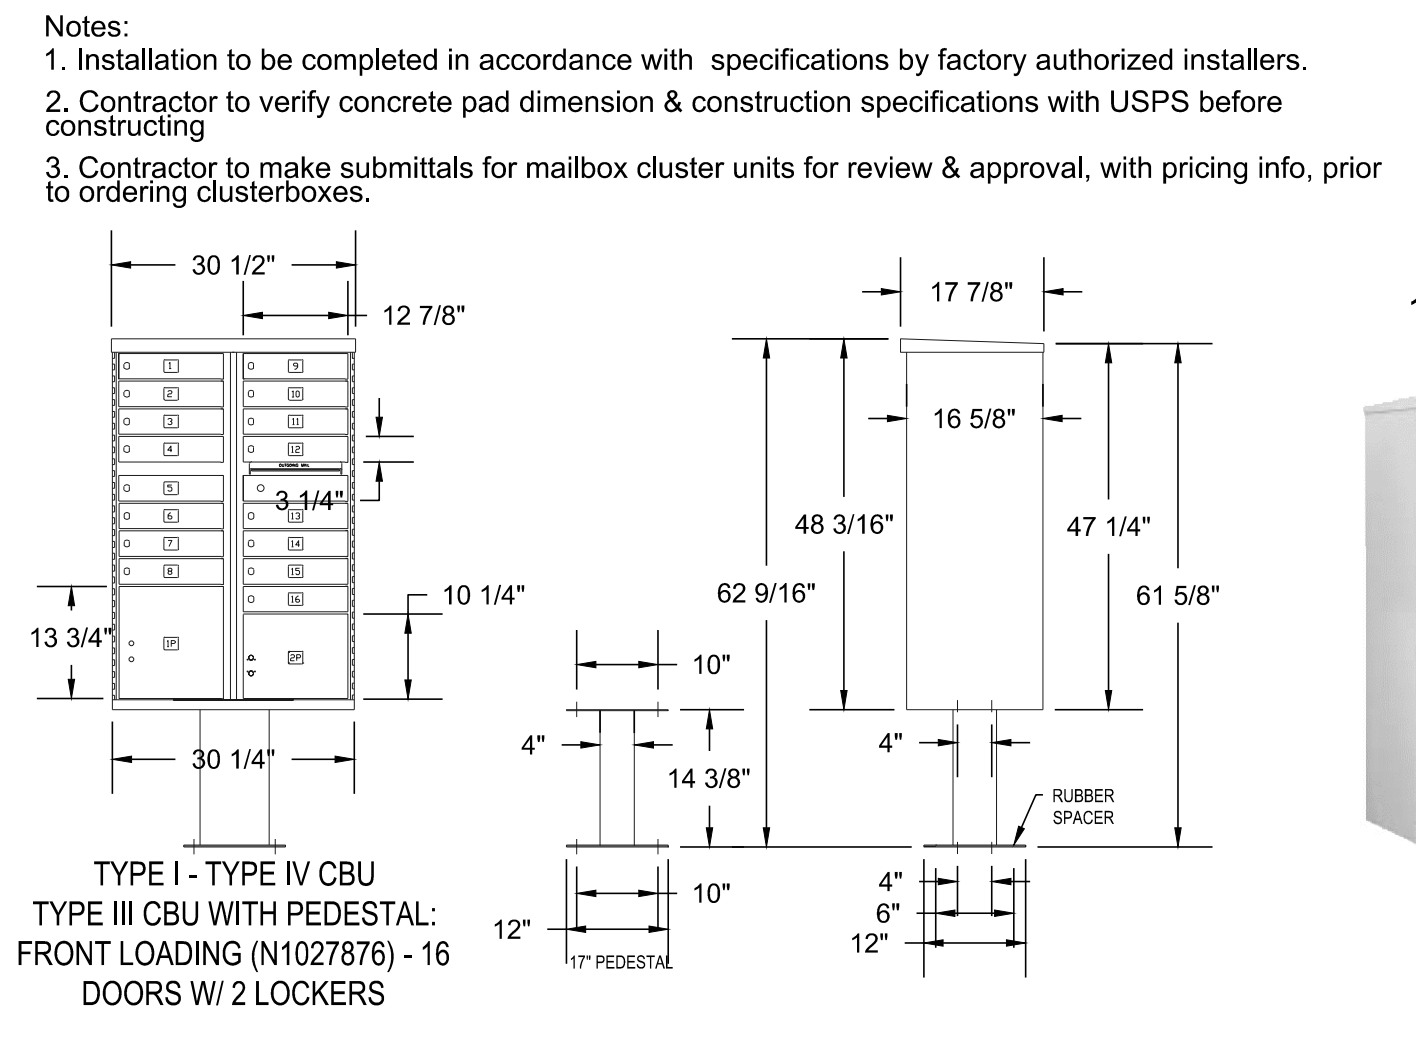 Notes:
1. Installation to be completed in accordance with specifications by factory authorized installers.
2. Contractor to verify concrete pad dimension & construction specifications with USPS before
constructing
3. Contractor to make submittals for mailbox cluster units for review & approval, with pricing info, prior
to ordering clusterboxes.
30 1/2"
12 7/8"
1
2
3
4
5
6
7
8
1P
9
10
11
12
OUTGOING MAIL
3 1/4"
13
14
15
16
2P
13 3/4"
10 1/4"
30 1/4"
TYPE I - TYPE IV CBU
TYPE III CBU WITH PEDESTAL:
FRONT LOADING (N1027876) - 16
DOORS W/ 2 LOCKERS
10"
4"
14 3/8"
10"
12"
17" PEDESTAL
17 7/8"
16 5/8"
48 3/16"
47 1/4"
62 9/16"
61 5/8"
4"
RUBBER
SPACER
4"
6"
12"